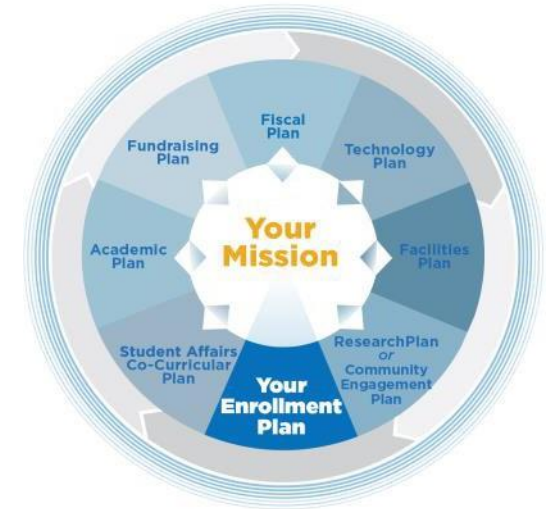 Your
Mission
Fiscal
Plan
Technology
Plan
Facilities
Plan
ResearchPlan
or
Community
Engagement
Plan
Your
Enrollment
Plan
Student Affairs
Co-Curricular
Plan
Academic
Plan
Fundraising
Plan